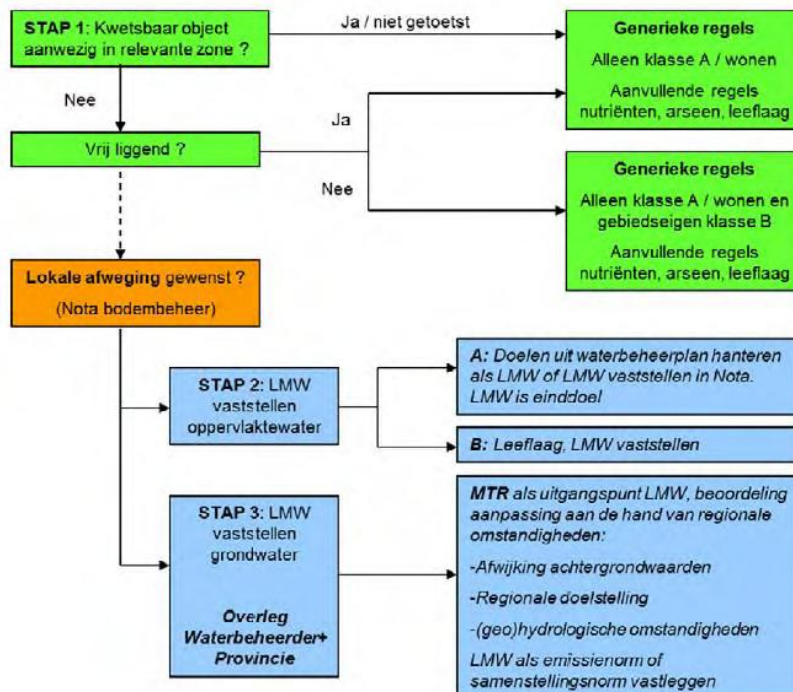 STAP 1: Kwetsbaar object
aanwezig in relevante zone ?
Ja / niet getoetst
Generieke regels
Alleen klasse A / wonen
Aanvullende regels
nutriënten, arseen, leeflaag
Nee
Vrij liggend ?
Ja
Nee
Generieke regels
Alleen klasse A / wonen en
gebiedseigen klasse B
Aanvullende regels
nutriënten, arseen, leeflaag
Lokale afweging gewenst ?
(Nota bodembeheer)
STAP 2: LMW
vaststellen
oppervlaktewater
A: Doelen uit waterbeheerplan hanteren
als LMW of LMW vaststellen in Nota.
LMW is einddoel
B: Leeflaag, LMW vaststellen
STAP 3: LMW
vaststellen
grondwater
Overleg
Waterbeheerder+
Provincie
MTR als uitgangspunt LMW, beoordeling
aanpassing aan de hand van regionale
omstandigheden:
-Afwijking achtergrondwaarden
-Regionale doelstelling
-(geo)hydrologische omstandigheden
LMW als emissienorm of
samenstellingsnorm vastleggen